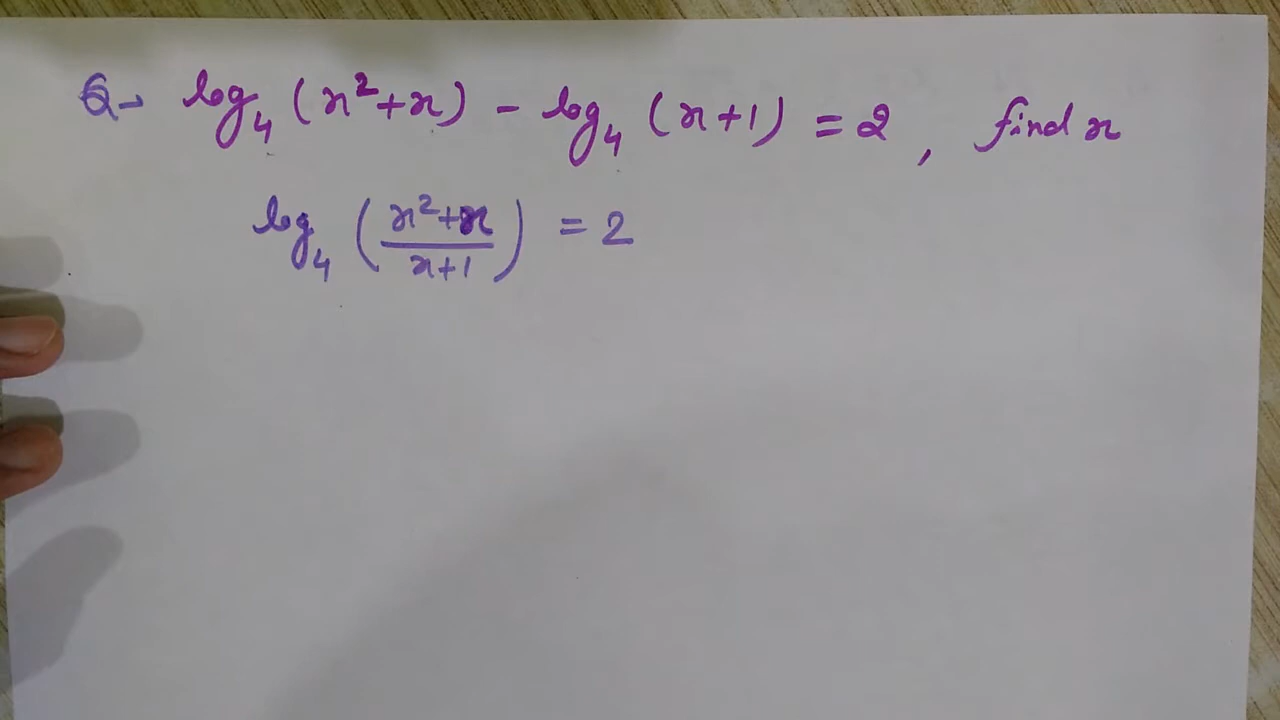 Q→ log₄ (x²+x) - log₄ (x+1) = 2 , find x
log₄ ((x²+x)/(x+1)) = 2